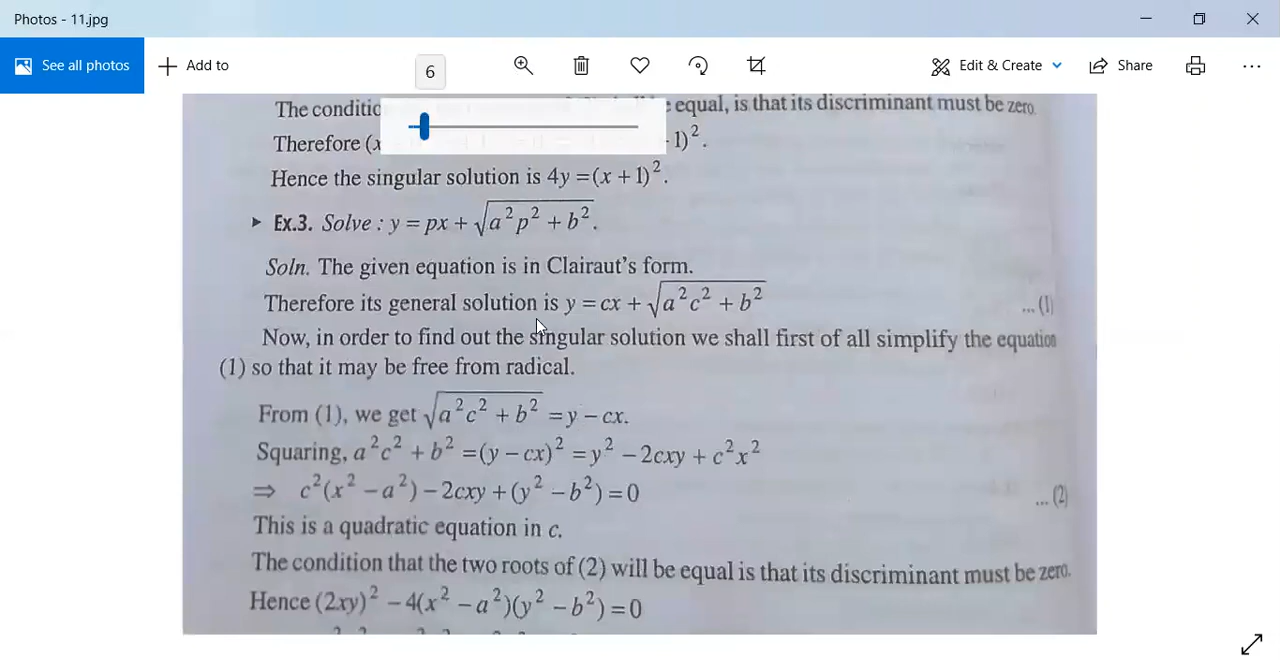 Photos - 11.jpg
See all photos
Add to
6
Edit & Create
Share
The conditio equal, is that its discriminant must be zero.
Therefore (x 1)².
Hence the singular solution is 4y = (x + 1)².
▸ Ex.3. Solve : y = px + √(a²p² + b²).
Soln. The given equation is in Clairaut's form.
Therefore its general solution is y = cx + √(a²c² + b²) ...(1)
Now, in order to find out the singular solution we shall first of all simplify the equation
(1) so that it may be free from radical.
From (1), we get √(a²c² + b²) = y − cx.
Squaring, a²c² + b² = (y − cx)² = y² − 2cxy + c²x²
⇒ c²(x² − a²) − 2cxy + (y² − b²) = 0 ...(2)
This is a quadratic equation in c.
The condition that the two roots of (2) will be equal is that its discriminant must be zero.
Hence (2xy)² − 4(x² − a²)(y² − b²) = 0